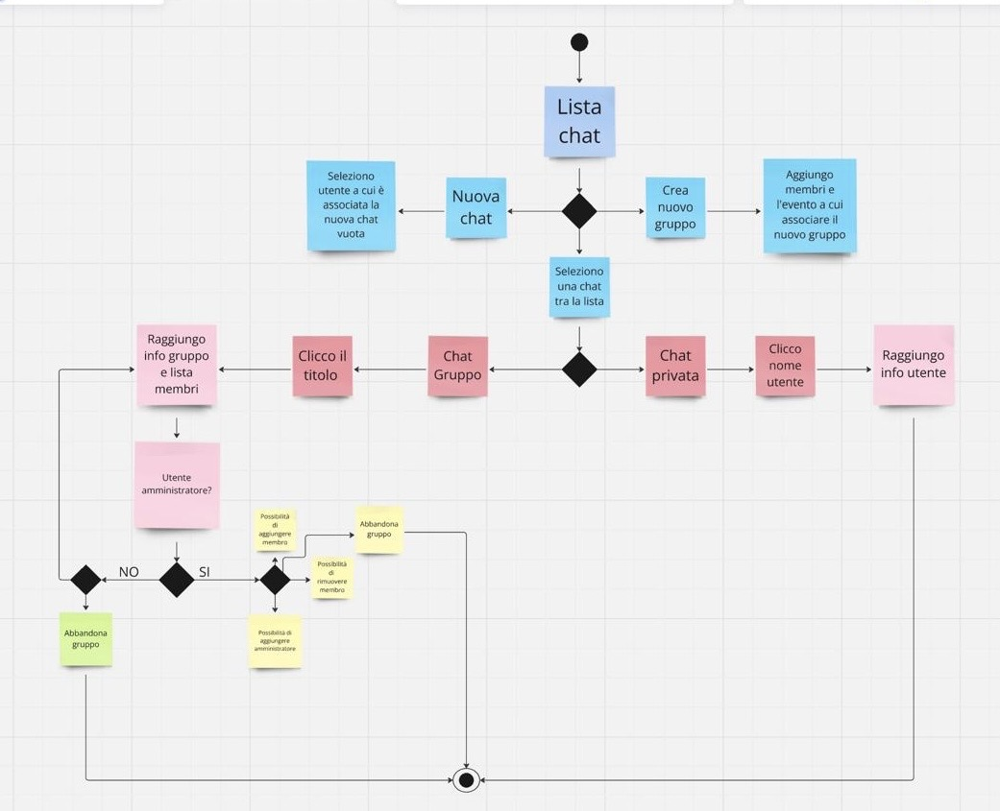 Lista
chat
Seleziono
utente a cui è
associata la
nuova chat
vuota
Nuova
chat
Crea
nuovo
gruppo
Aggiungo
membri e
l'evento a cui
associare il
nuovo gruppo
Seleziono
una chat
tra la lista
Raggiungo
info gruppo
e lista
membri
Clicco il
titolo
Chat
Gruppo
Chat
privata
Clicco
nome
utente
Raggiungo
info utente
Utente
amministratore?
Possibilità
di
aggiungere
membro
Abbandona
gruppo
NO
SI
Possibilità
di
rimuovere
membro
Abbandona
gruppo
Possibilità di
aggiungere
amministratore